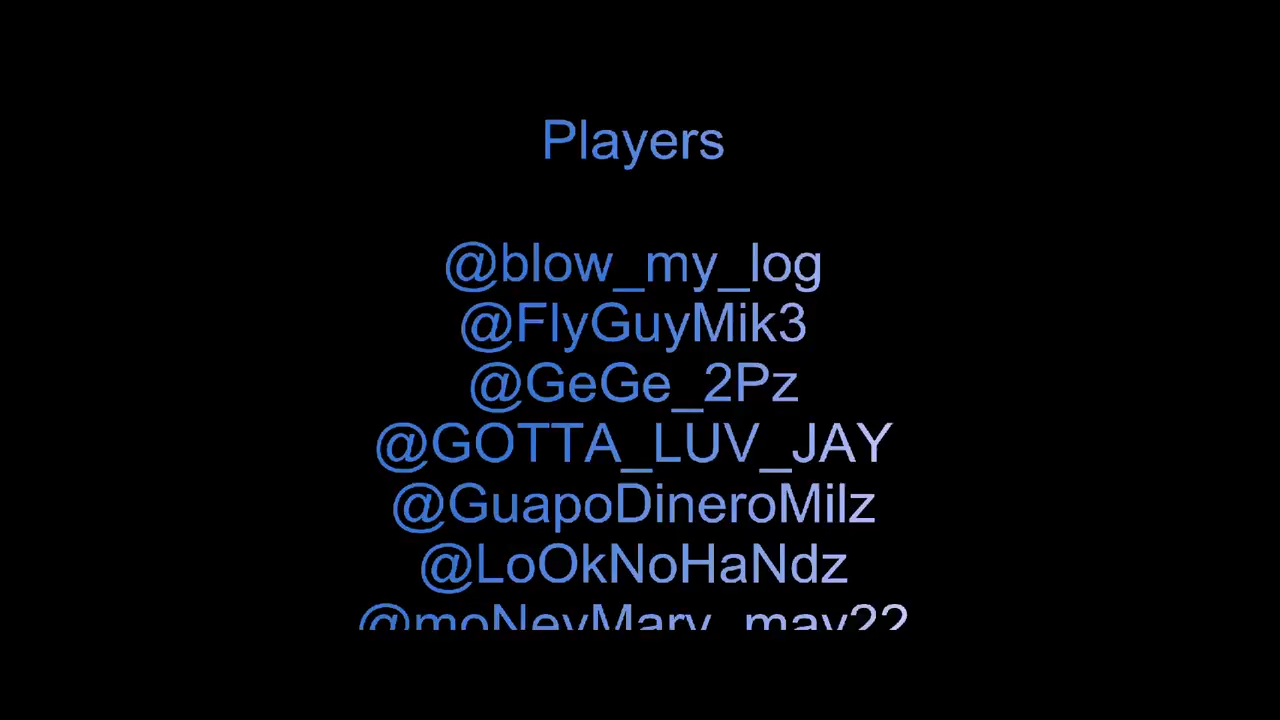 Players
@blow_my_log
@FlyGuyMik3
@GeGe_2Pz
@GOTTA_LUV_JAY
@GuapoDineroMilz
@LoOkNoHaNdz